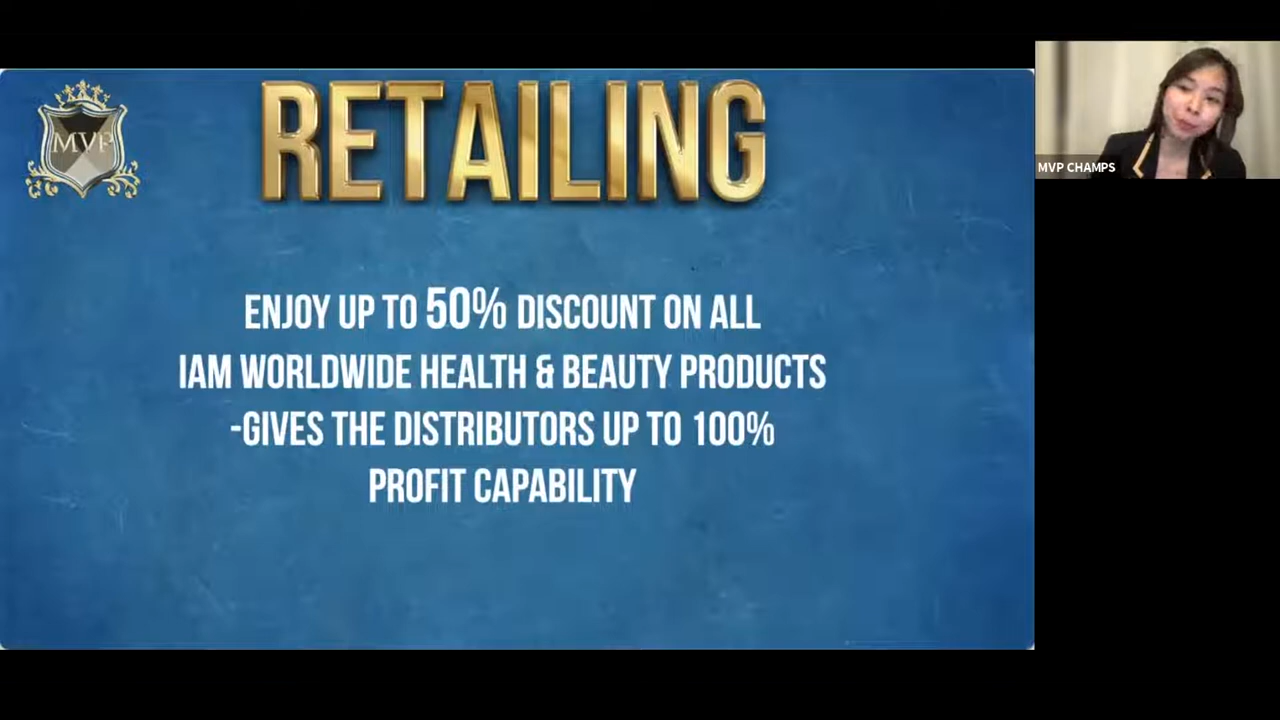 MVP
RETAILING
ENJOY UP TO 50% DISCOUNT ON ALL
IAM WORLDWIDE HEALTH & BEAUTY PRODUCTS
-GIVES THE DISTRIBUTORS UP TO 100%
PROFIT CAPABILITY
MVP CHAMPS